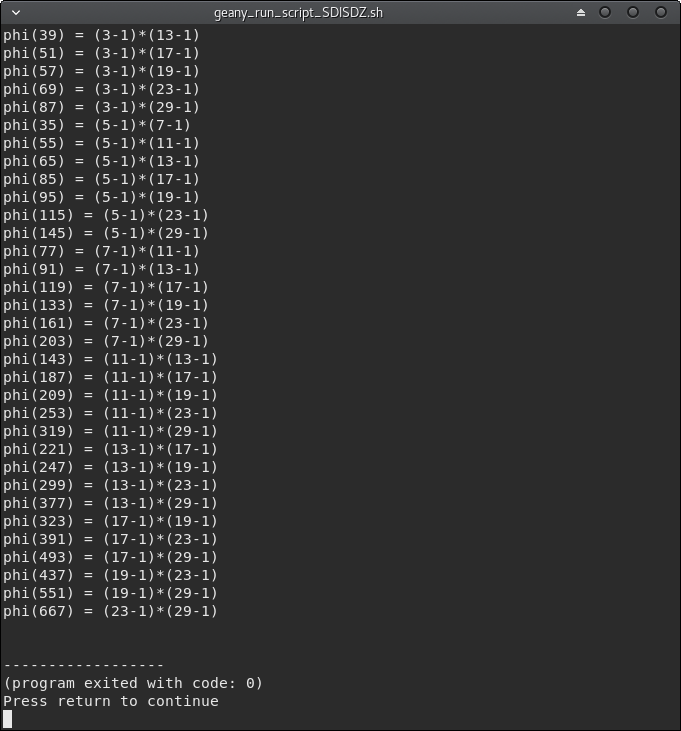 geany_run_script_SDISDZ.sh
phi(39) = (3-1)*(13-1)
phi(51) = (3-1)*(17-1)
phi(57) = (3-1)*(19-1)
phi(69) = (3-1)*(23-1)
phi(87) = (3-1)*(29-1)
phi(35) = (5-1)*(7-1)
phi(55) = (5-1)*(11-1)
phi(65) = (5-1)*(13-1)
phi(85) = (5-1)*(17-1)
phi(95) = (5-1)*(19-1)
phi(115) = (5-1)*(23-1)
phi(145) = (5-1)*(29-1)
phi(77) = (7-1)*(11-1)
phi(91) = (7-1)*(13-1)
phi(119) = (7-1)*(17-1)
phi(133) = (7-1)*(19-1)
phi(161) = (7-1)*(23-1)
phi(203) = (7-1)*(29-1)
phi(143) = (11-1)*(13-1)
phi(187) = (11-1)*(17-1)
phi(209) = (11-1)*(19-1)
phi(253) = (11-1)*(23-1)
phi(319) = (11-1)*(29-1)
phi(221) = (13-1)*(17-1)
phi(247) = (13-1)*(19-1)
phi(299) = (13-1)*(23-1)
phi(377) = (13-1)*(29-1)
phi(323) = (17-1)*(19-1)
phi(391) = (17-1)*(23-1)
phi(493) = (17-1)*(29-1)
phi(437) = (19-1)*(23-1)
phi(551) = (19-1)*(29-1)
phi(667) = (23-1)*(29-1)
------------------
(program exited with code: 0)
Press return to continue